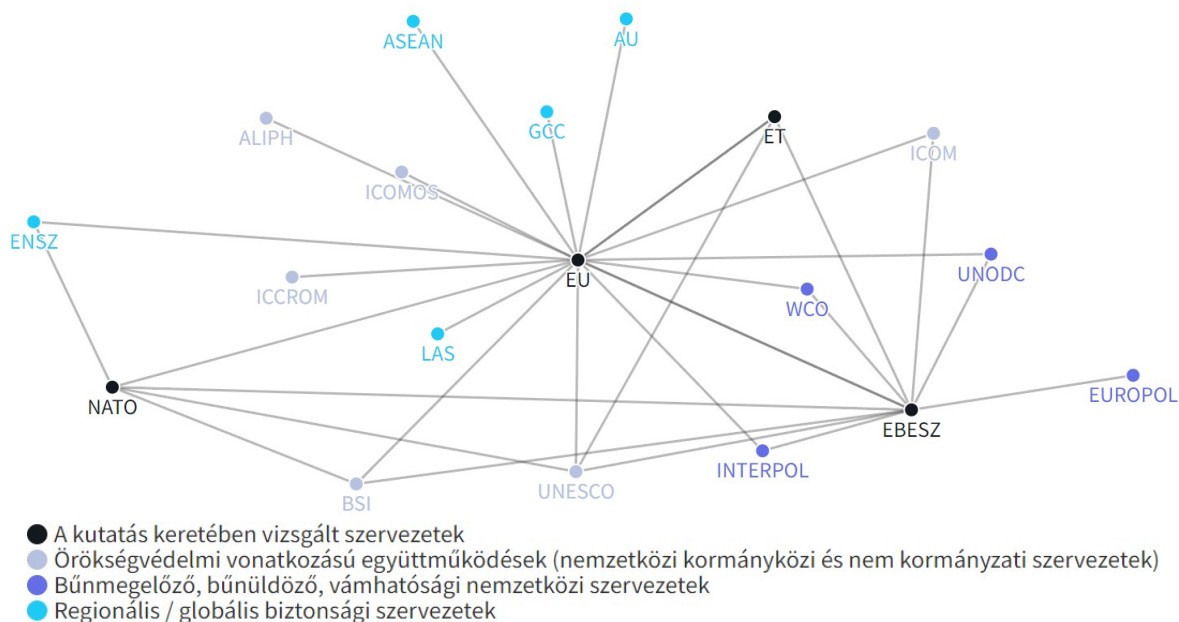 ASEAN
AU
ALIPH
GCC
ET
ICOM
ICOMOS
ENSZ
EU
UNODC
ICCROM
WCO
LAS
EUROPOL
NATO
EBESZ
INTERPOL
UNESCO
BSI
A kutatás keretében vizsgált szervezetek
Örökségvédelmi vonatkozású együttműködések (nemzetközi kormányközi és nem kormányzati szervezetek)
Bűnmegelőző, bűnüldöző, vámhatósági nemzetközi szervezetek
Regionális / globális biztonsági szervezetek